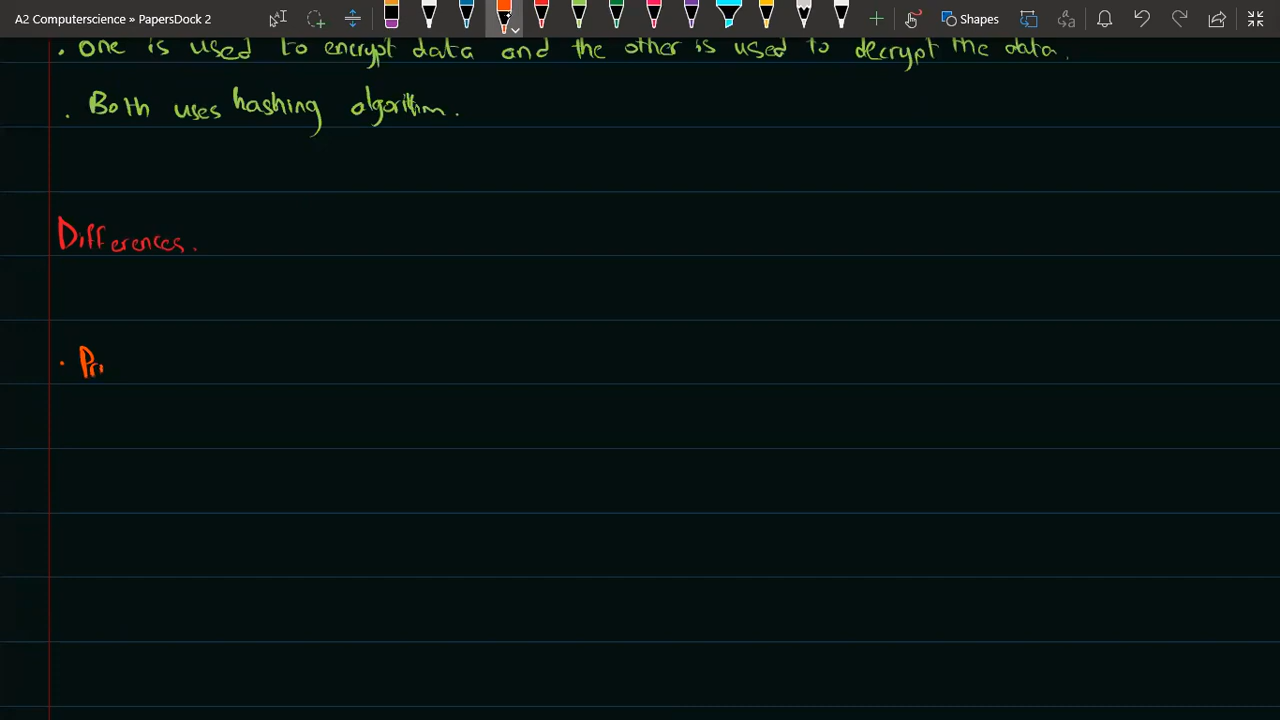 A2 Computerscience » PapersDock 2
Shapes
. One is used to encrypt data and the other is used to decrypt the data.
. Both uses hashing algorithm.
Differences.
. Pri